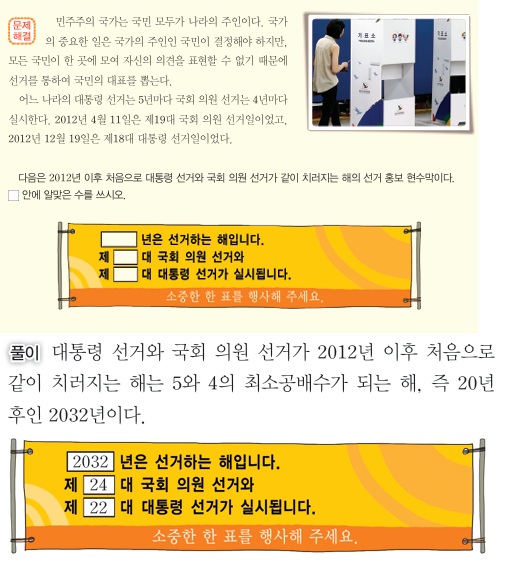 문제
해결
민주주의 국가는 국민 모두가 나라의 주인이다. 국가
의 중요한 일은 국가의 주인인 국민이 결정해야 하지만,
모든 국민이 한 곳에 모여 자신의 의견을 표현할 수 없기 때문에
선거를 통하여 국민의 대표를 뽑는다.
어느 나라의 대통령 선거는 5년마다 국회 의원 선거는 4년마다
실시한다. 2012년 4월 11일은 제19대 국회 의원 선거일이었고,
2012년 12월 19일은 제18대 대통령 선거일이었다.
기표소
다음은 2012년 이후 처음으로 대통령 선거와 국회 의원 선거가 같이 치러지는 해의 선거 홍보 현수막이다.
안에 알맞은 수를 쓰시오.
년은 선거하는 해입니다.
제 대 국회 의원 선거와
제 대 대통령 선거가 실시됩니다.
소중한 한 표를 행사해 주세요.
풀이 대통령 선거와 국회 의원 선거가 2012년 이후 처음으로
같이 치러지는 해는 5와 4의 최소공배수가 되는 해, 즉 20년
후인 2032년이다.
2032 년은 선거하는 해입니다.
제 24 대 국회 의원 선거와
제 22 대 대통령 선거가 실시됩니다.
소중한 한 표를 행사해 주세요.